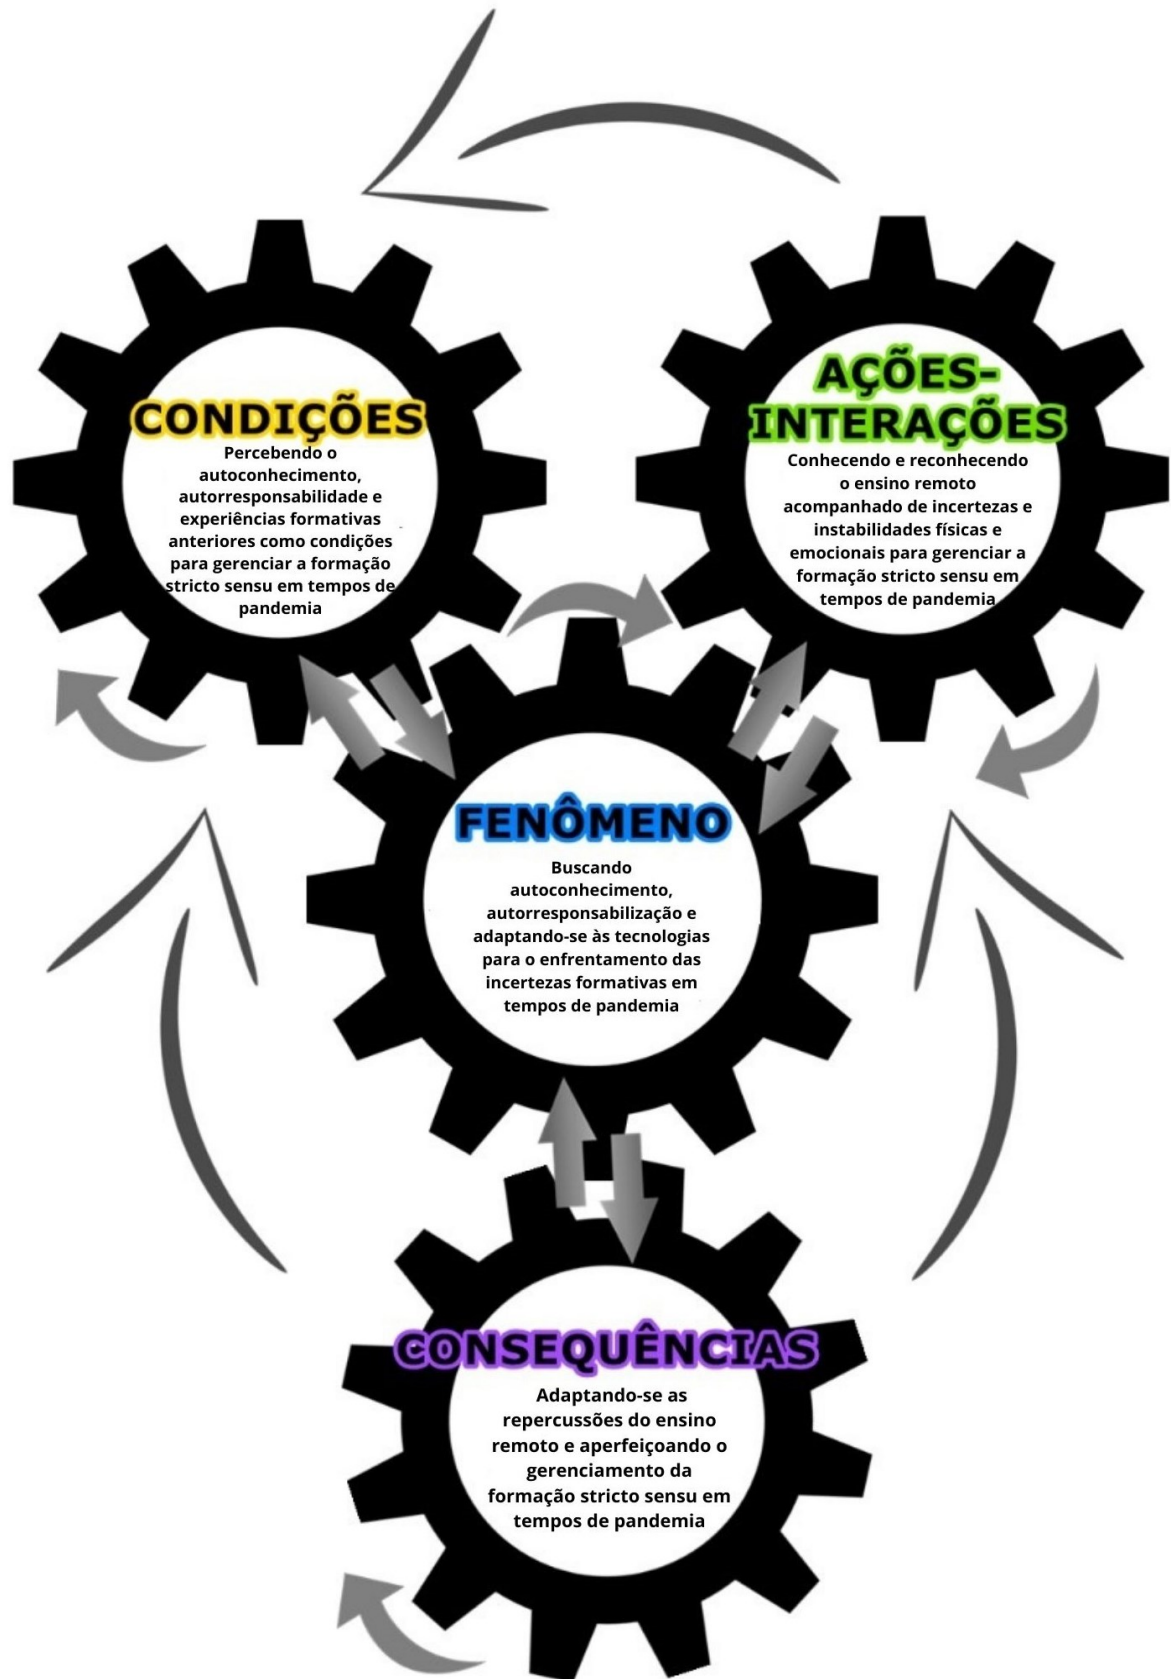 CONDIÇÕES
Percebendo o
autoconhecimento,
autorresponsabilidade e
experiências formativas
anteriores como condições
para gerenciar a formação
stricto sensu em tempos de
pandemia
AÇÕES-
INTERAÇÕES
Conhecendo e reconhecendo
o ensino remoto
acompanhado de incertezas e
instabilidades físicas e
emocionais para gerenciar a
formação stricto sensu em
tempos de pandemia
FENÔMENO
Buscando
autoconhecimento,
autorresponsabilização e
adaptando-se às tecnologias
para o enfrentamento das
incertezas formativas em
tempos de pandemia
CONSEQUÊNCIAS
Adaptando-se as
repercussões do ensino
remoto e aperfeiçoando o
gerenciamento da
formação stricto sensu em
tempos de pandemia